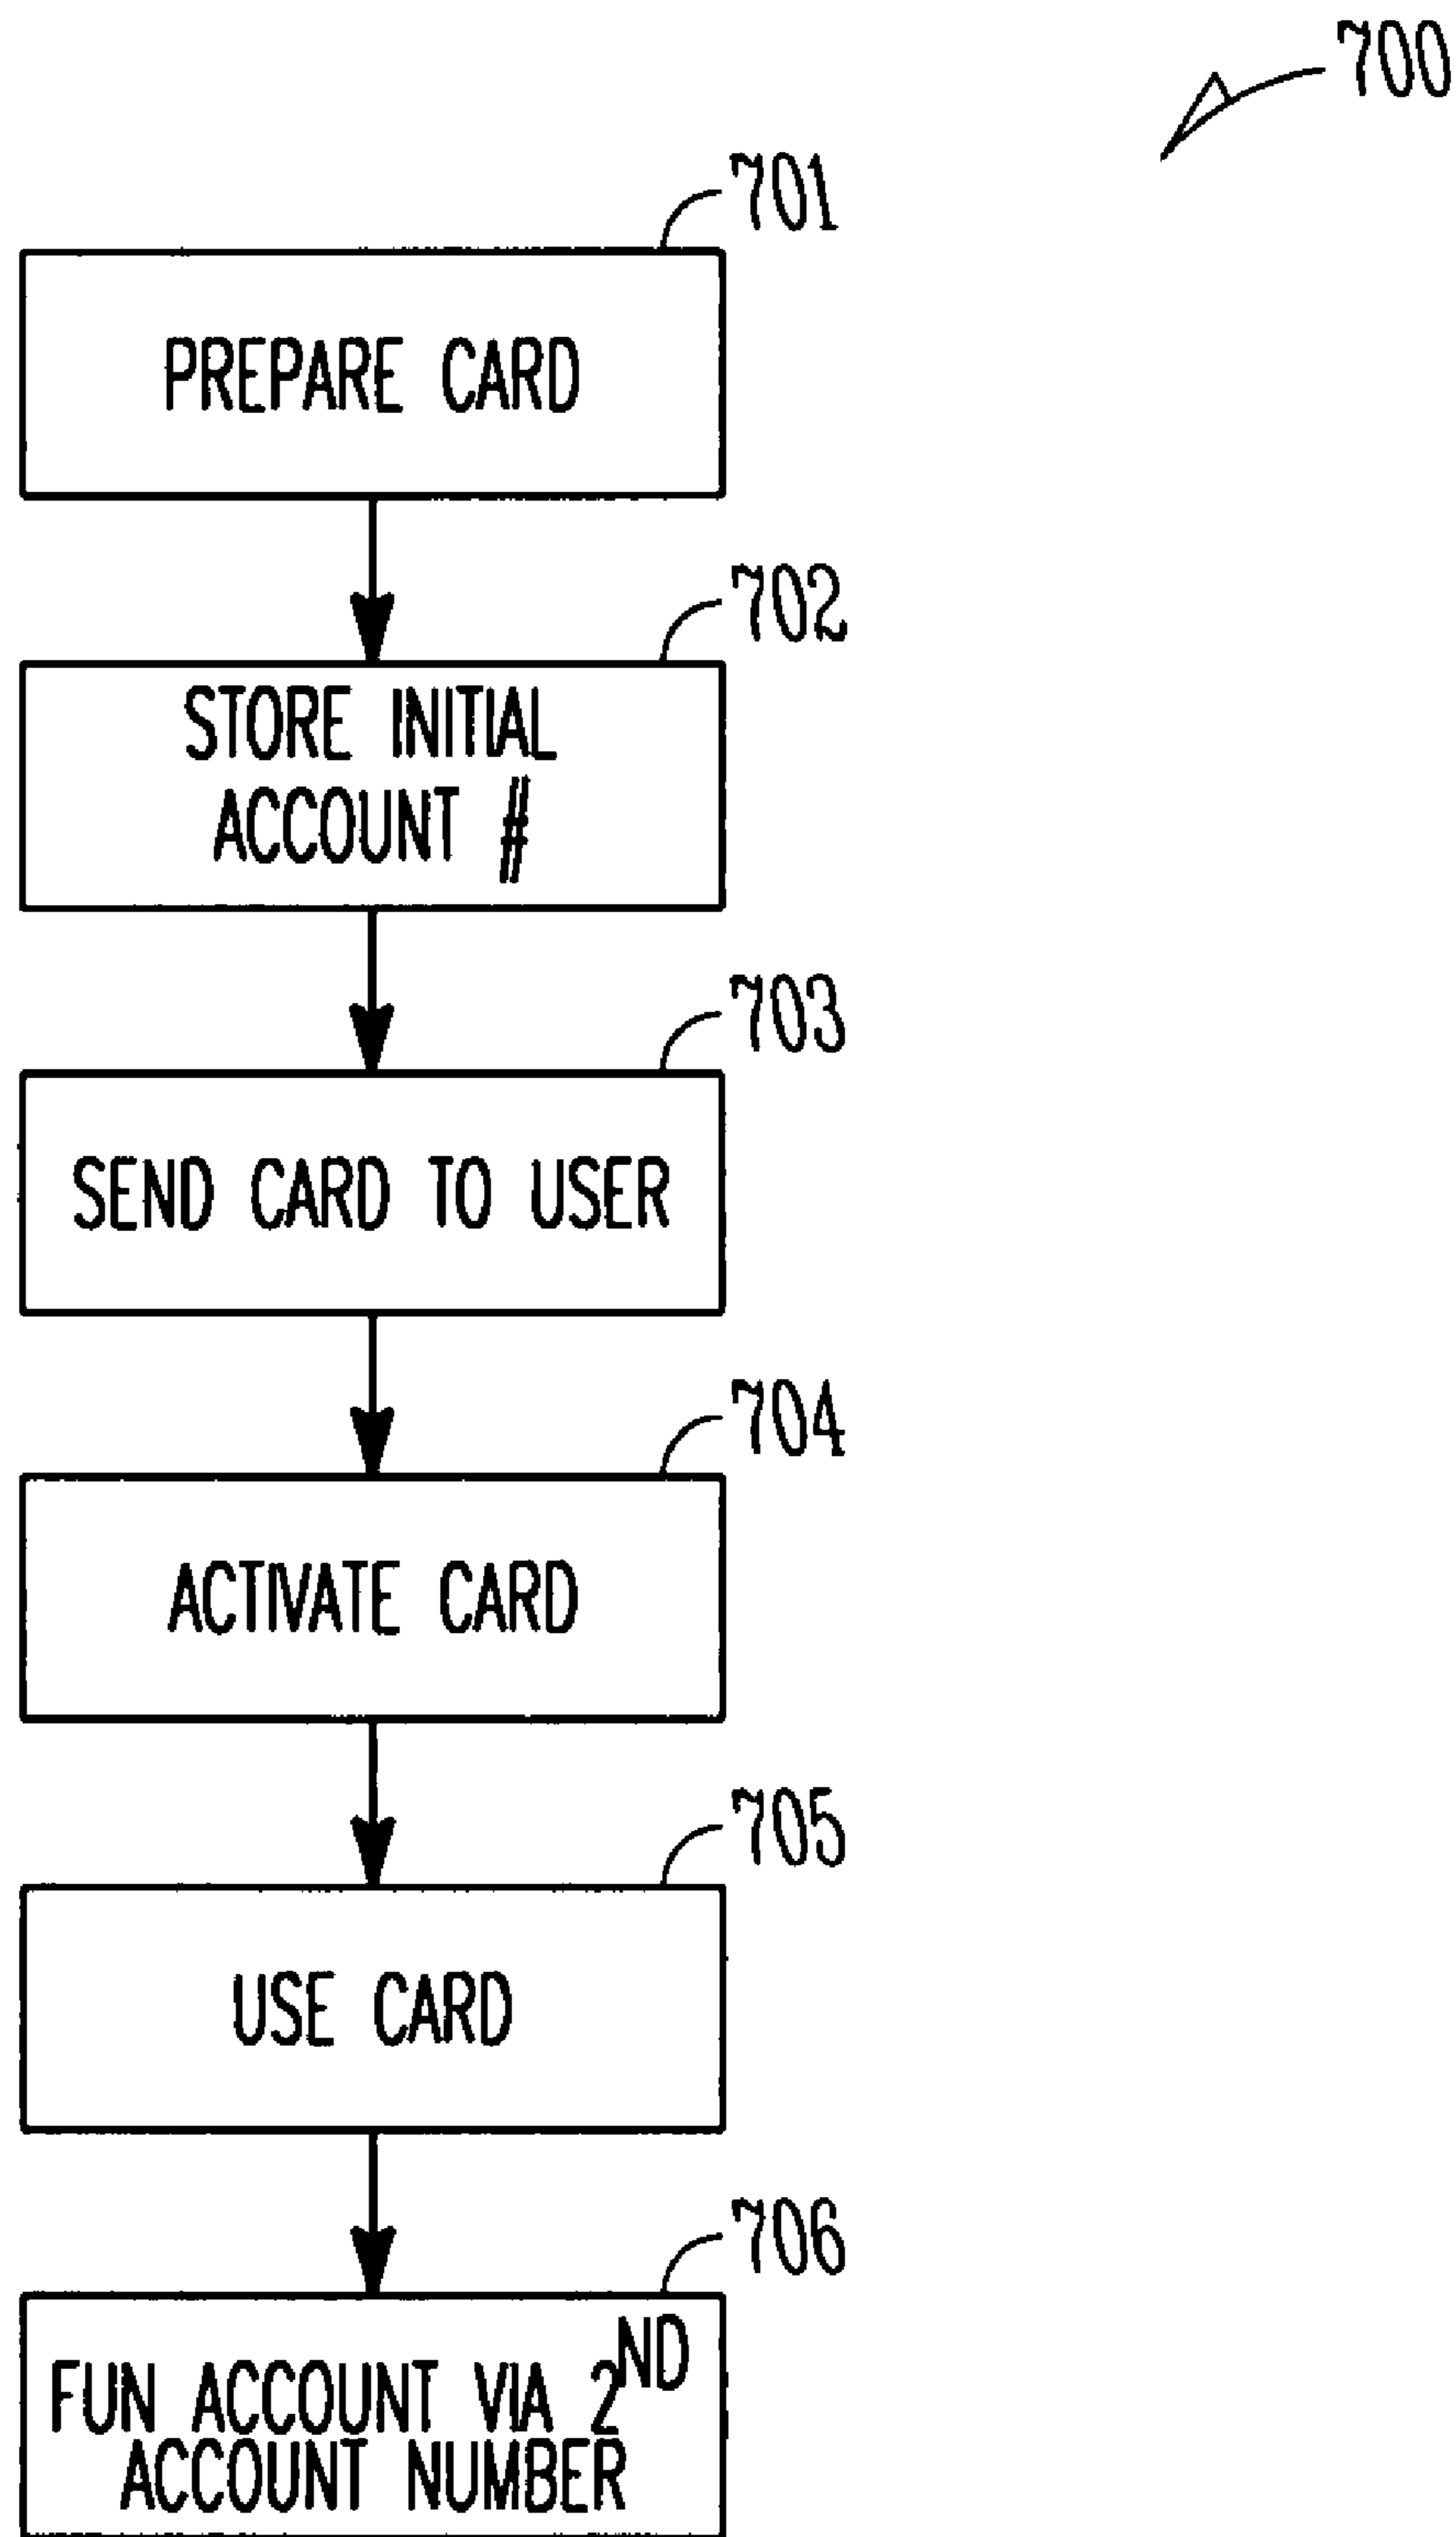 700
701
PREPARE CARD
702
STORE INITIAL
ACCOUNT #
703
SEND CARD TO USER
704
ACTIVATE CARD
705
USE CARD
706
FUN ACCOUNT VIA 2ND
ACCOUNT NUMBER